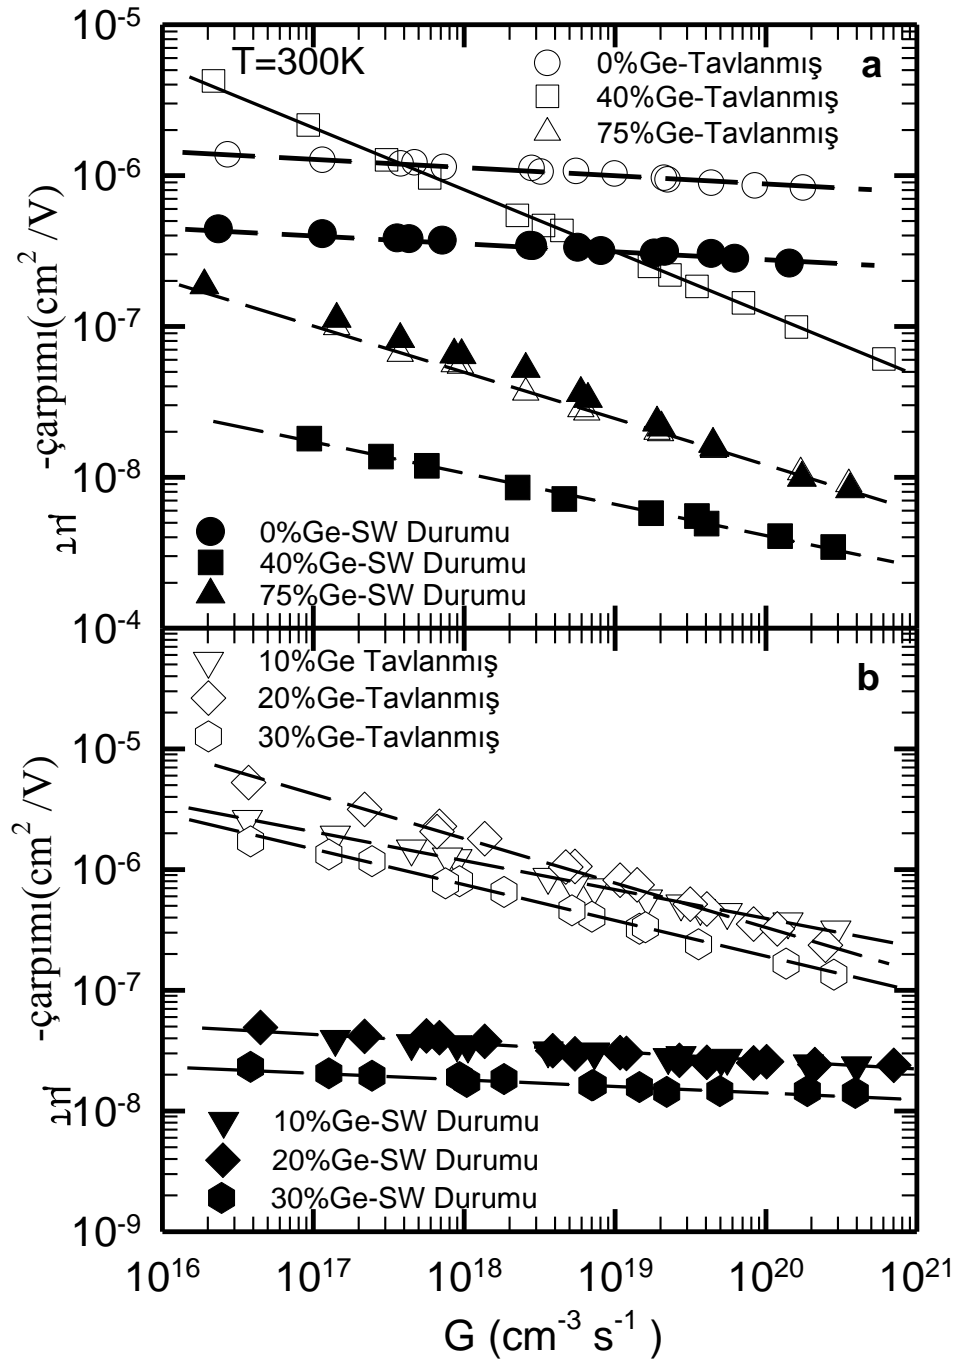 10⁻⁵
T=300K
0%Ge-Tavlanmış
a
40%Ge-Tavlanmış
75%Ge-Tavlanmış
10⁻⁶
10⁻⁷
10⁻⁸
μτ -çarpımı(cm² /V)
0%Ge-SW Durumu
40%Ge-SW Durumu
75%Ge-SW Durumu
10⁻⁴
10%Ge Tavlanmış
b
20%Ge-Tavlanmış
30%Ge-Tavlanmış
10⁻⁵
10⁻⁶
10⁻⁷
10⁻⁸
μτ -çarpımı(cm² /V)
10%Ge-SW Durumu
20%Ge-SW Durumu
30%Ge-SW Durumu
10⁻⁹
10¹⁶ 10¹⁷ 10¹⁸ 10¹⁹ 10²⁰ 10²¹
G (cm⁻³ s⁻¹ )